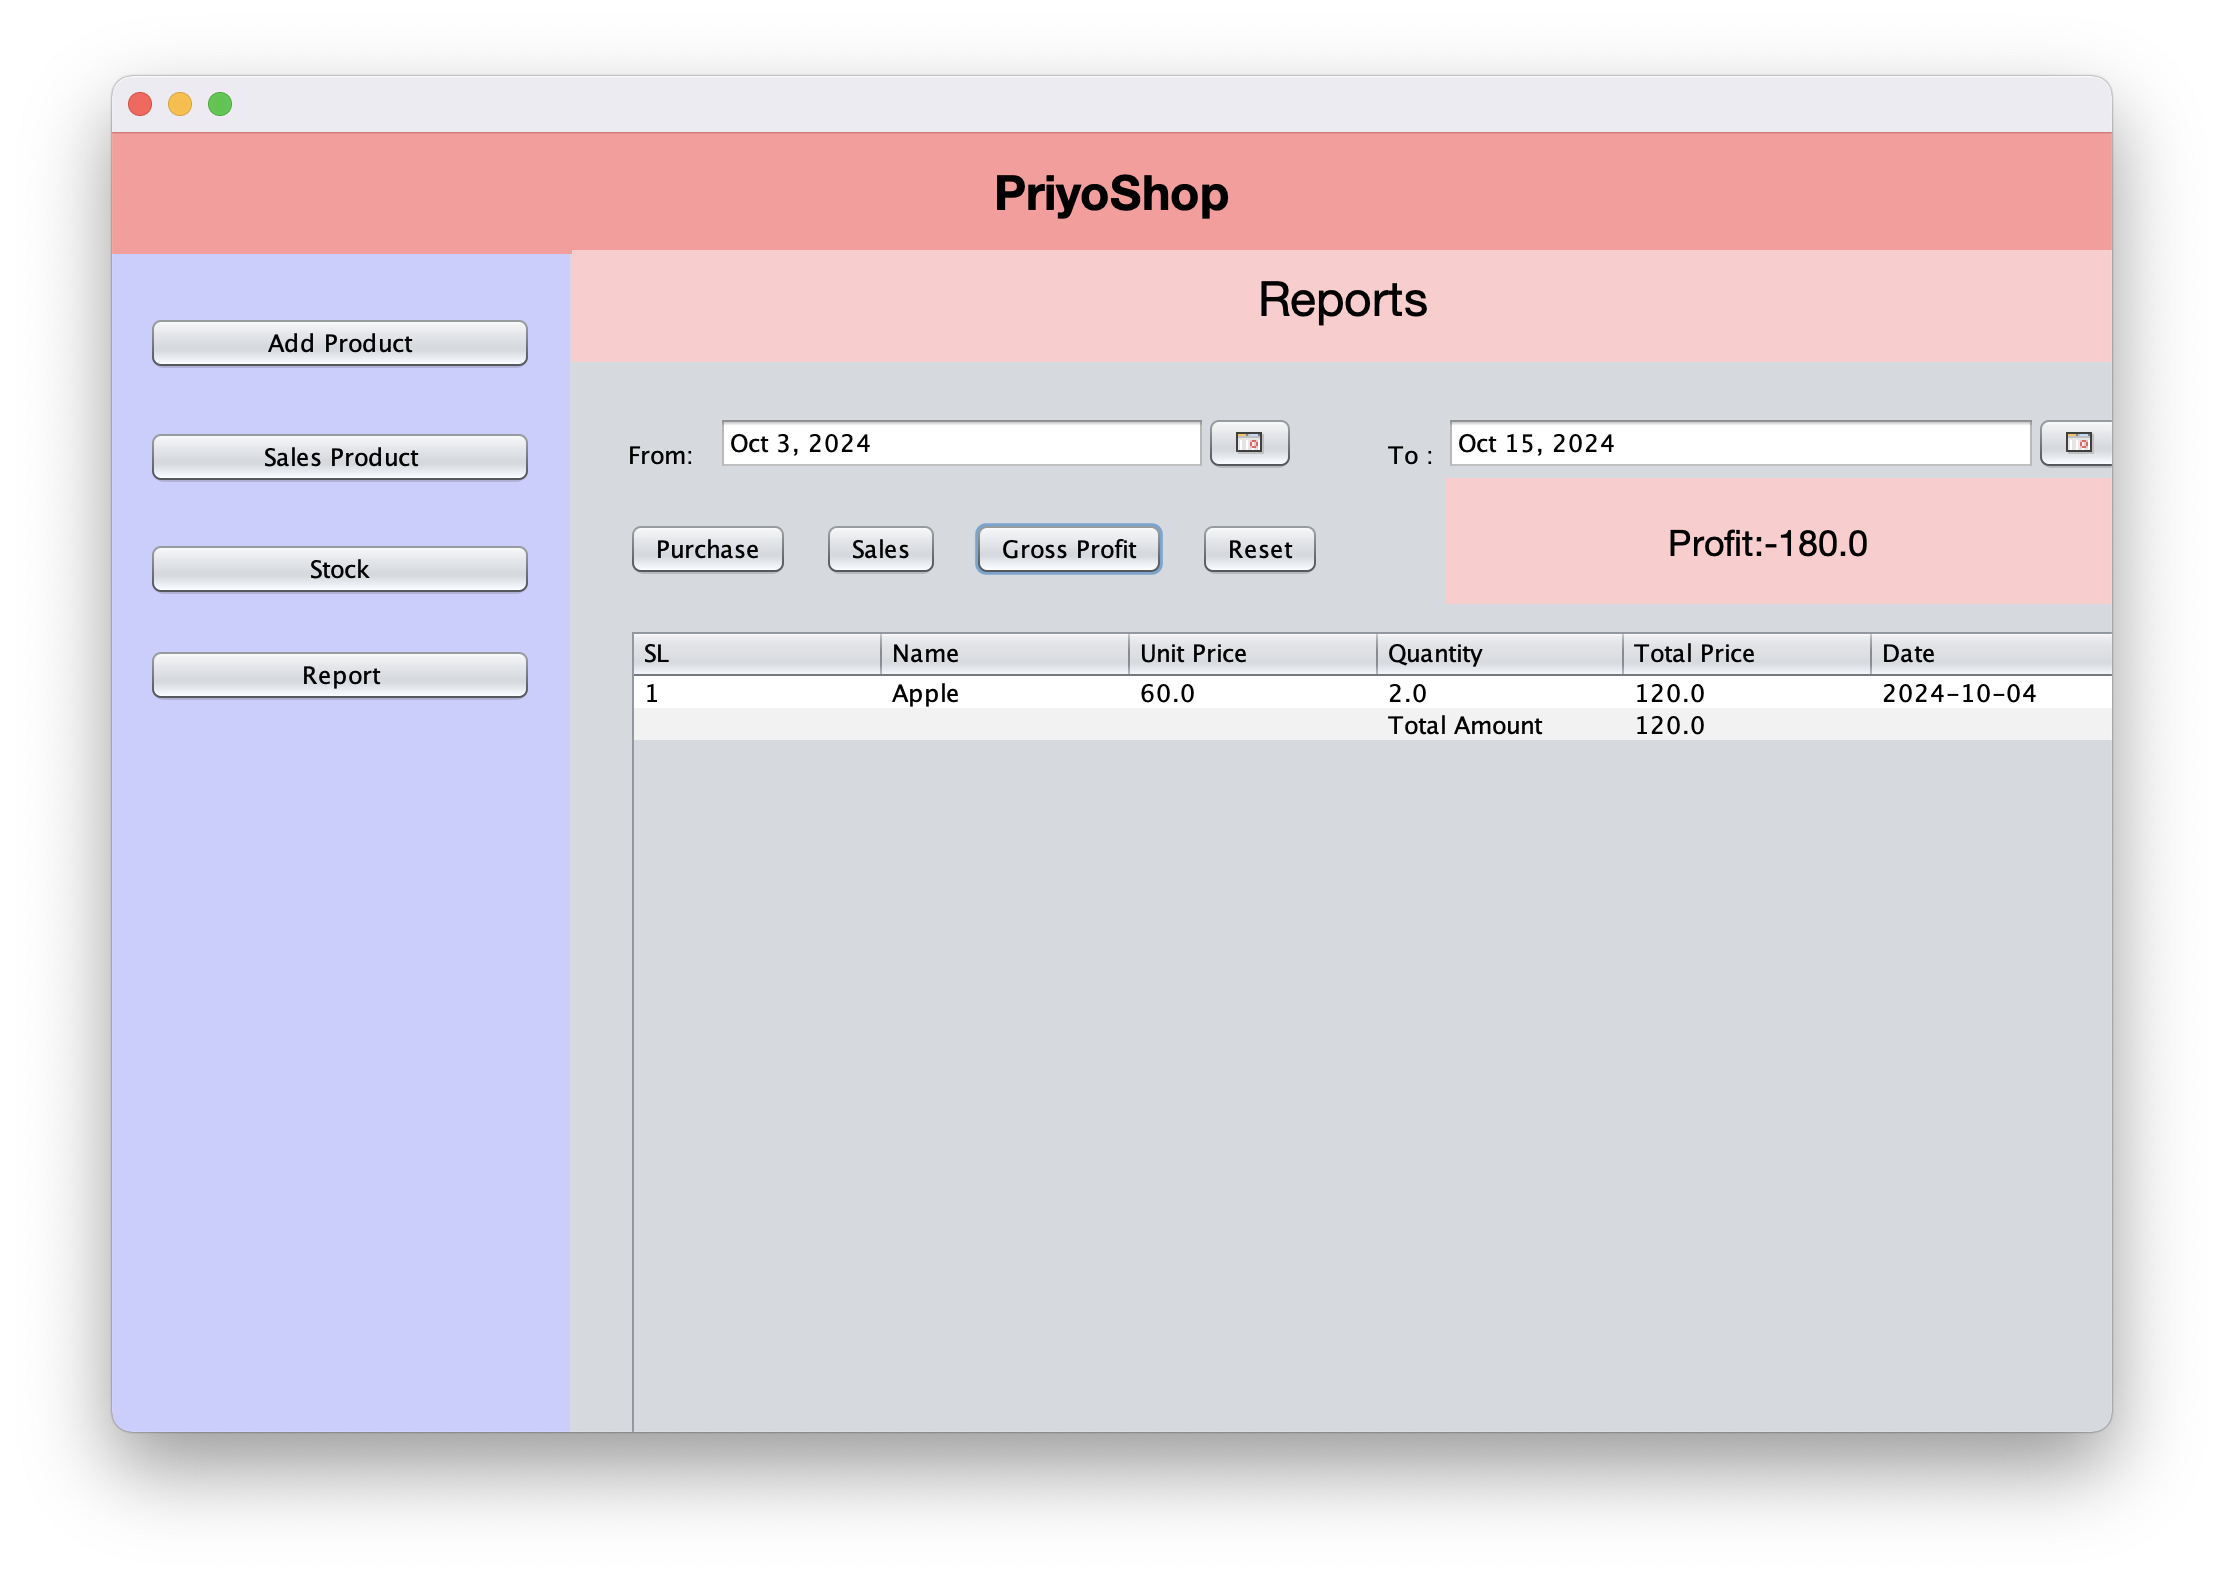 PriyoShop
Reports
Add Product
Sales Product
Stock
Report
From: Oct 3, 2024 To : Oct 15, 2024
Purchase Sales Gross Profit Reset Profit:-180.0
SL Name Unit Price Quantity Total Price Date
1 Apple 60.0 2.0 120.0 2024-10-04
Total Amount 120.0